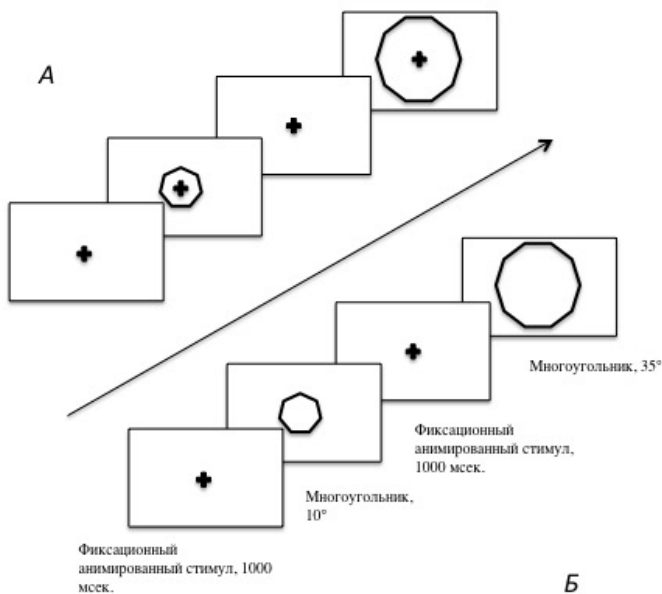 А
Многоугольник, 35°
Фиксационный
анимированный стимул,
1000 мсек.
Многоугольник,
10°
Фиксационный
анимированный стимул, 1000
мсек.
Б